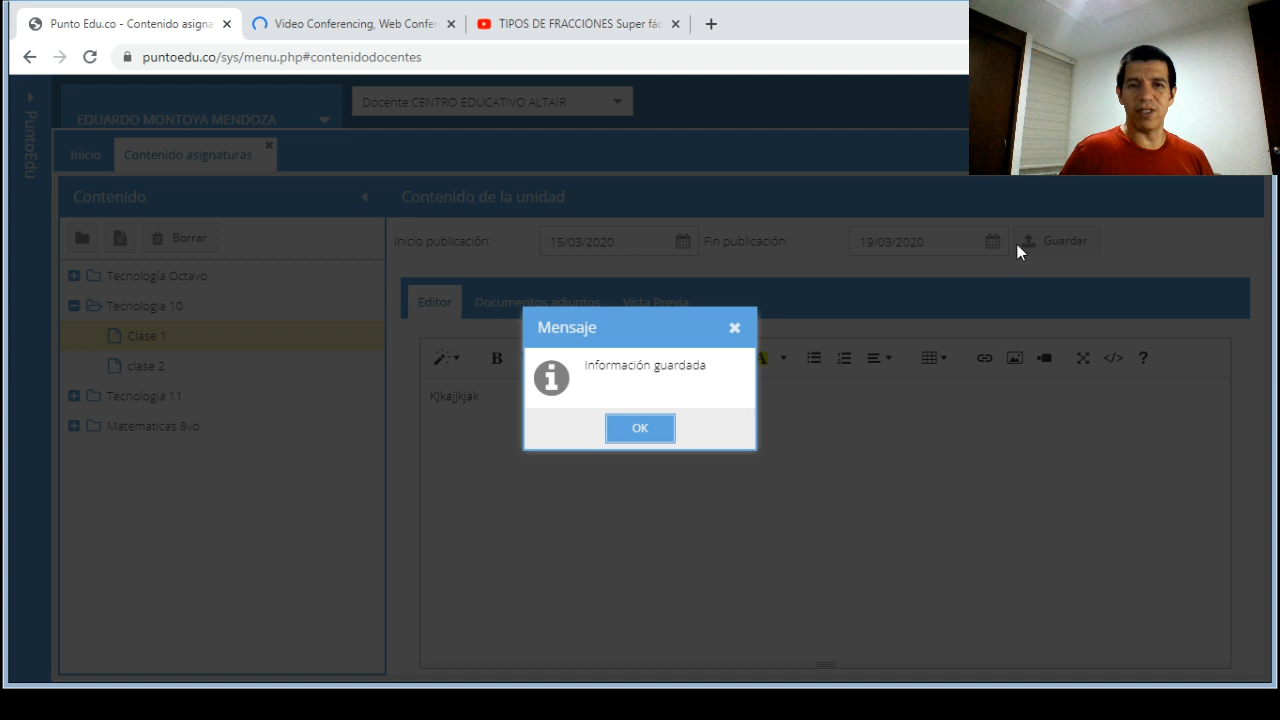 Punto Edu.co - Contenido asigna
Video Conferencing, Web Confer
TIPOS DE FRACCIONES Super fác
puntoedu.co/sys/menu.php#contenidodocentes
PuntoEdu
EDUARDO MONTOYA MENDOZA
Docente:CENTRO EDUCATIVO ALTAIR
Inicio
Contenido asignaturas
Contenido
Contenido de la unidad
Borrar
Inicio publicación:
15/03/2020
Fin publicación:
19/03/2020
Guardar
Tecnología Octavo
Tecnologia 10
Clase 1
clase 2
Tecnologia 11
Matematicas 8vo
Editor
Documentos adjuntos
Vista Previa
B
A
</>
?
Kjkajjkjak
Mensaje
Información guardada
OK